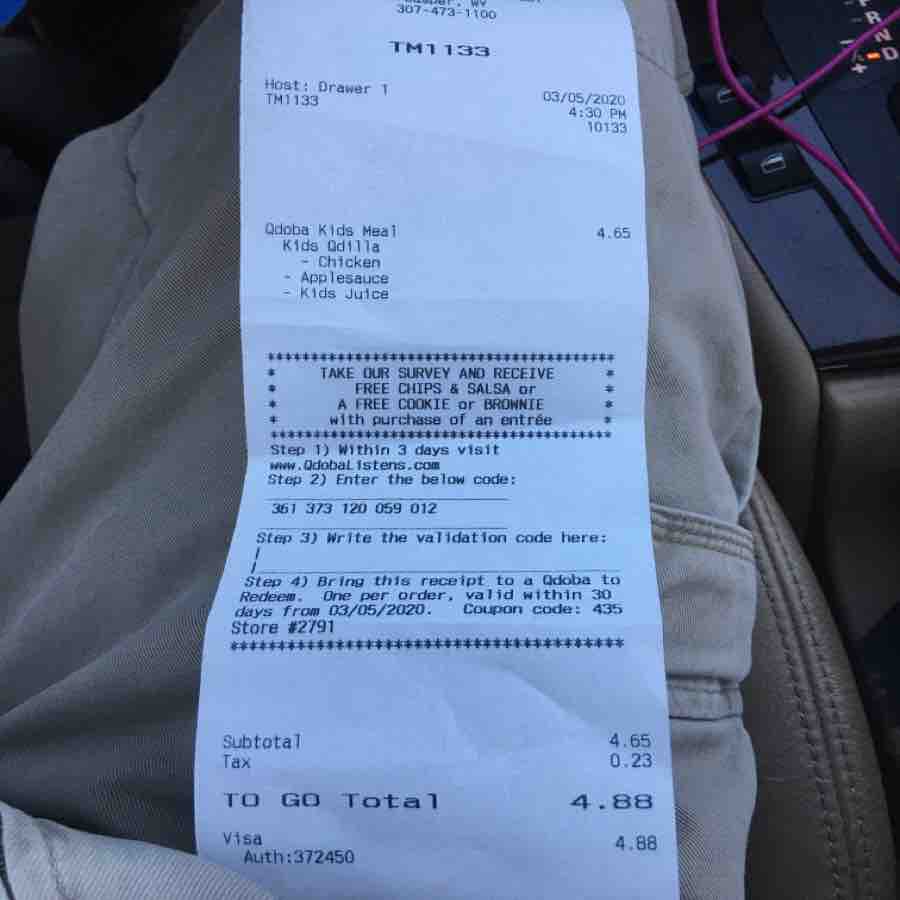 WY
307-473-1100
TM1133
Host: Drawer 1
03/05/2020
TM1133
4:30 PM
10133
Qdoba Kids Meal 4.65
Kids Qdilla
- Chicken
- Applesauce
- Kids Juice
****************************************
* TAKE OUR SURVEY AND RECEIVE *
* FREE CHIPS & SALSA or *
* A FREE COOKIE or BROWNIE *
* with purchase of an entrée *
****************************************
Step 1) Within 3 days visit
www.QdobaListens.com
Step 2) Enter the below code:
361 373 120 059 012
Step 3) Write the validation code here:
Step 4) Bring this receipt to a Qdoba to
Redeem. One per order, valid within 30
days from 03/05/2020. Coupon code: 435
Store #2791
****************************************
Subtotal 4.65
Tax 0.23
TO GO Total 4.88
Visa 4.88
Auth:372450
R
N
D
+
-